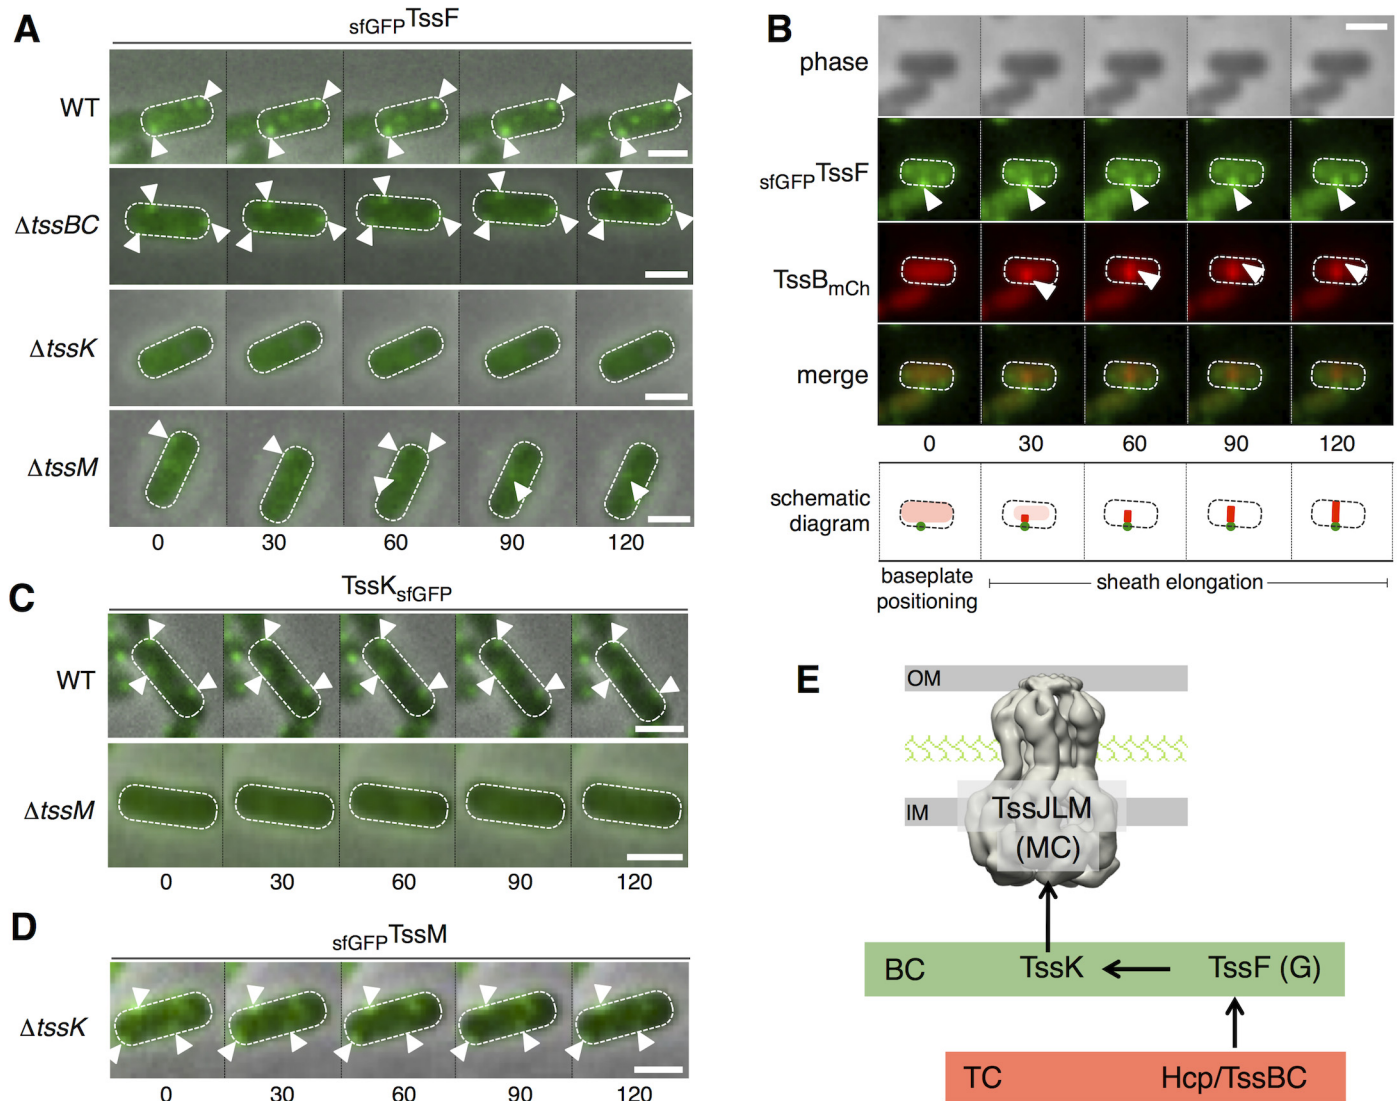 A
sfGFPTssF
WT
ΔtssBC
ΔtssK
ΔtssM
0 30 60 90 120
B
phase
sfGFPTssF
TssBmCh
merge
0 30 60 90 120
schematic
diagram
baseplate
positioning
sheath elongation
C
TssKsfGFP
WT
ΔtssM
0 30 60 90 120
D
sfGFPTssM
ΔtssK
0 30 60 90 120
E
OM
IM
TssJLM
(MC)
BC TssK TssF (G)
TC Hcp/TssBC